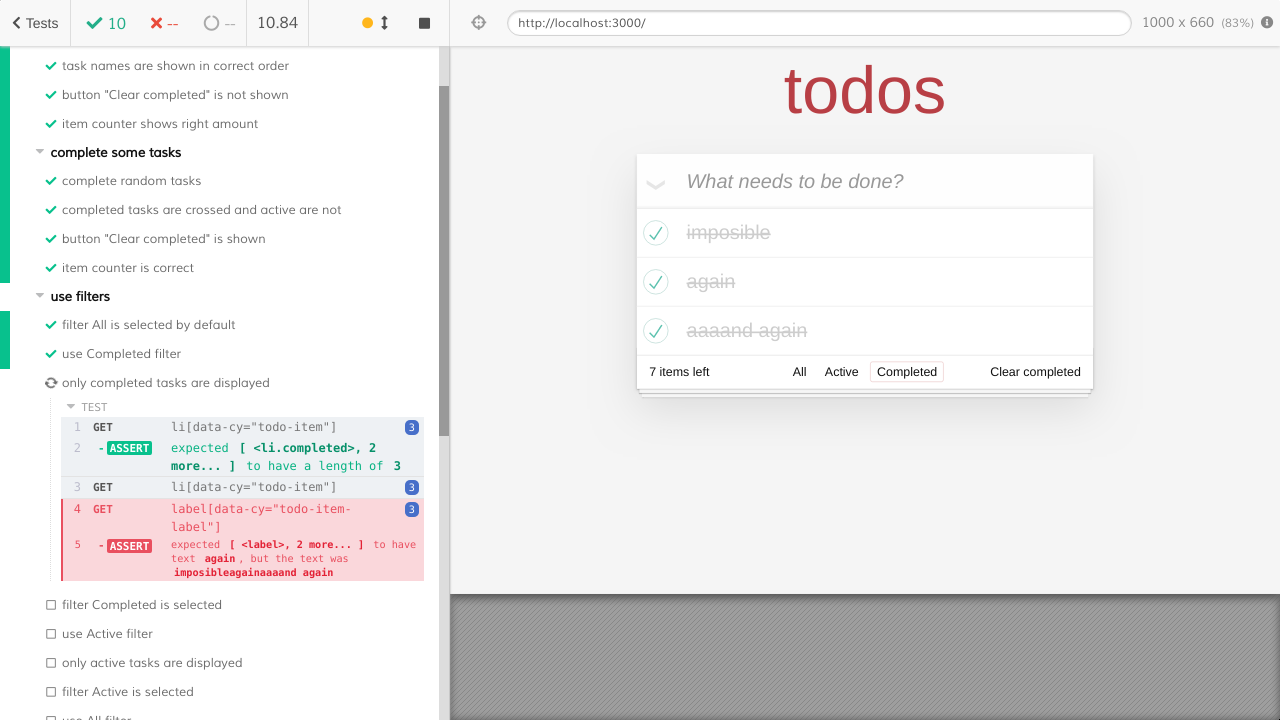 Tests
10
--
--
10.84
http://localhost:3000/
1000 x 660 (83%)
task names are shown in correct order
button "Clear completed" is not shown
item counter shows right amount
complete some tasks
complete random tasks
completed tasks are crossed and active are not
button "Clear completed" is shown
item counter is correct
use filters
filter All is selected by default
use Completed filter
only completed tasks are displayed
TEST
1 GET li[data-cy="todo-item"] 3
2 - ASSERT expected [ <li.completed>, 2
more... ] to have a length of 3
3 GET li[data-cy="todo-item"] 3
4 GET label[data-cy="todo-item- 3
label"]
5 - ASSERT expected [ <label>, 2 more... ] to have
text again , but the text was
imposibleagainaaaand again
filter Completed is selected
use Active filter
only active tasks are displayed
filter Active is selected
use All filter
todos
What needs to be done?
imposible
again
aaaand again
7 items left All Active Completed Clear completed